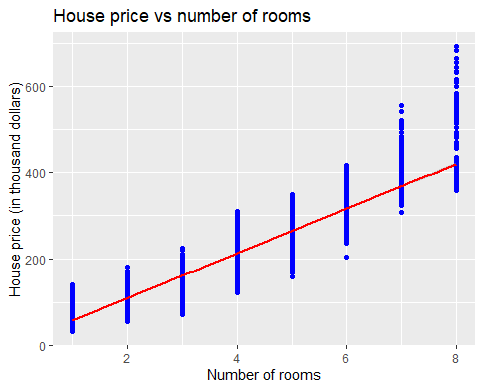 House price vs number of rooms
House price (in thousand dollars)
600
400
200
0
2
4
6
8
Number of rooms